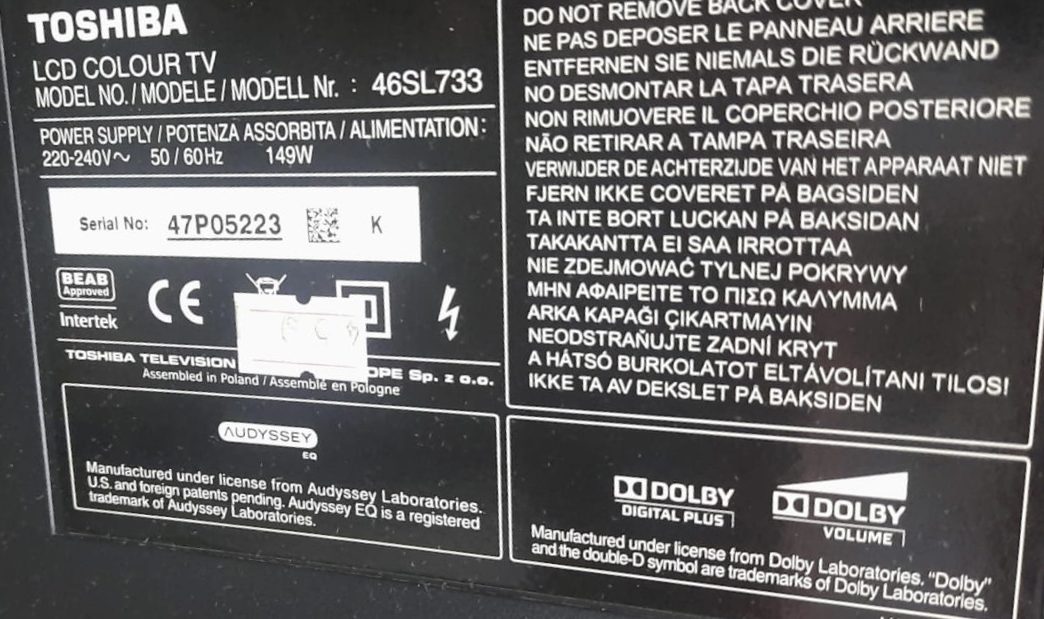 TOSHIBA
LCD COLOUR TV
MODEL NO. / MODELE / MODELL Nr. : 46SL733
POWER SUPPLY / POTENZA ASSORBITA / ALIMENTATION :
220-240V~ 50 / 60Hz 149W
Serial No: 47P05223 K
BEAB
Approved
Intertek
CE
TOSHIBA TELEVISION OPE Sp. z o.o.
Assembled in Poland / Assemblé en Pologne
AUDYSSEY
EQ
Manufactured under license from Audyssey Laboratories.
U.S. and foreign patents pending. Audyssey EQ is a registered
trademark of Audyssey Laboratories.
DO NOT REMOVE BACK COVER
NE PAS DEPOSER LE PANNEAU ARRIERE
ENTFERNEN SIE NIEMALS DIE RÜCKWAND
NO DESMONTAR LA TAPA TRASERA
NON RIMUOVERE IL COPERCHIO POSTERIORE
NÃO RETIRAR A TAMPA TRASEIRA
VERWIJDER DE ACHTERZIJDE VAN HET APPARAAT NIET
FJERN IKKE COVERET PÅ BAGSIDEN
TA INTE BORT LUCKAN PÅ BAKSIDAN
TAKAKANTTA EI SAA IRROTTAA
NIE ZDEJMOWAĆ TYLNEJ POKRYWY
ΜΗΝ ΑΦΑΙΡΕΙΤΕ ΤΟ ΠΙΣΩ ΚΑΛΥΜΜΑ
ARKA KAPAĞI ÇIKARTMAYIN
NEODSTRAŇUJTE ZADNÍ KRYT
A HÁTSÓ BURKOLATOT ELTÁVOLÍTANI TILOS!
IKKE TA AV DEKSLET PÅ BAKSIDEN
DOLBY
DIGITAL PLUS
DOLBY
VOLUME
Manufactured under license from Dolby Laboratories. "Dolby"
and the double-D symbol are trademarks of Dolby Laboratories.